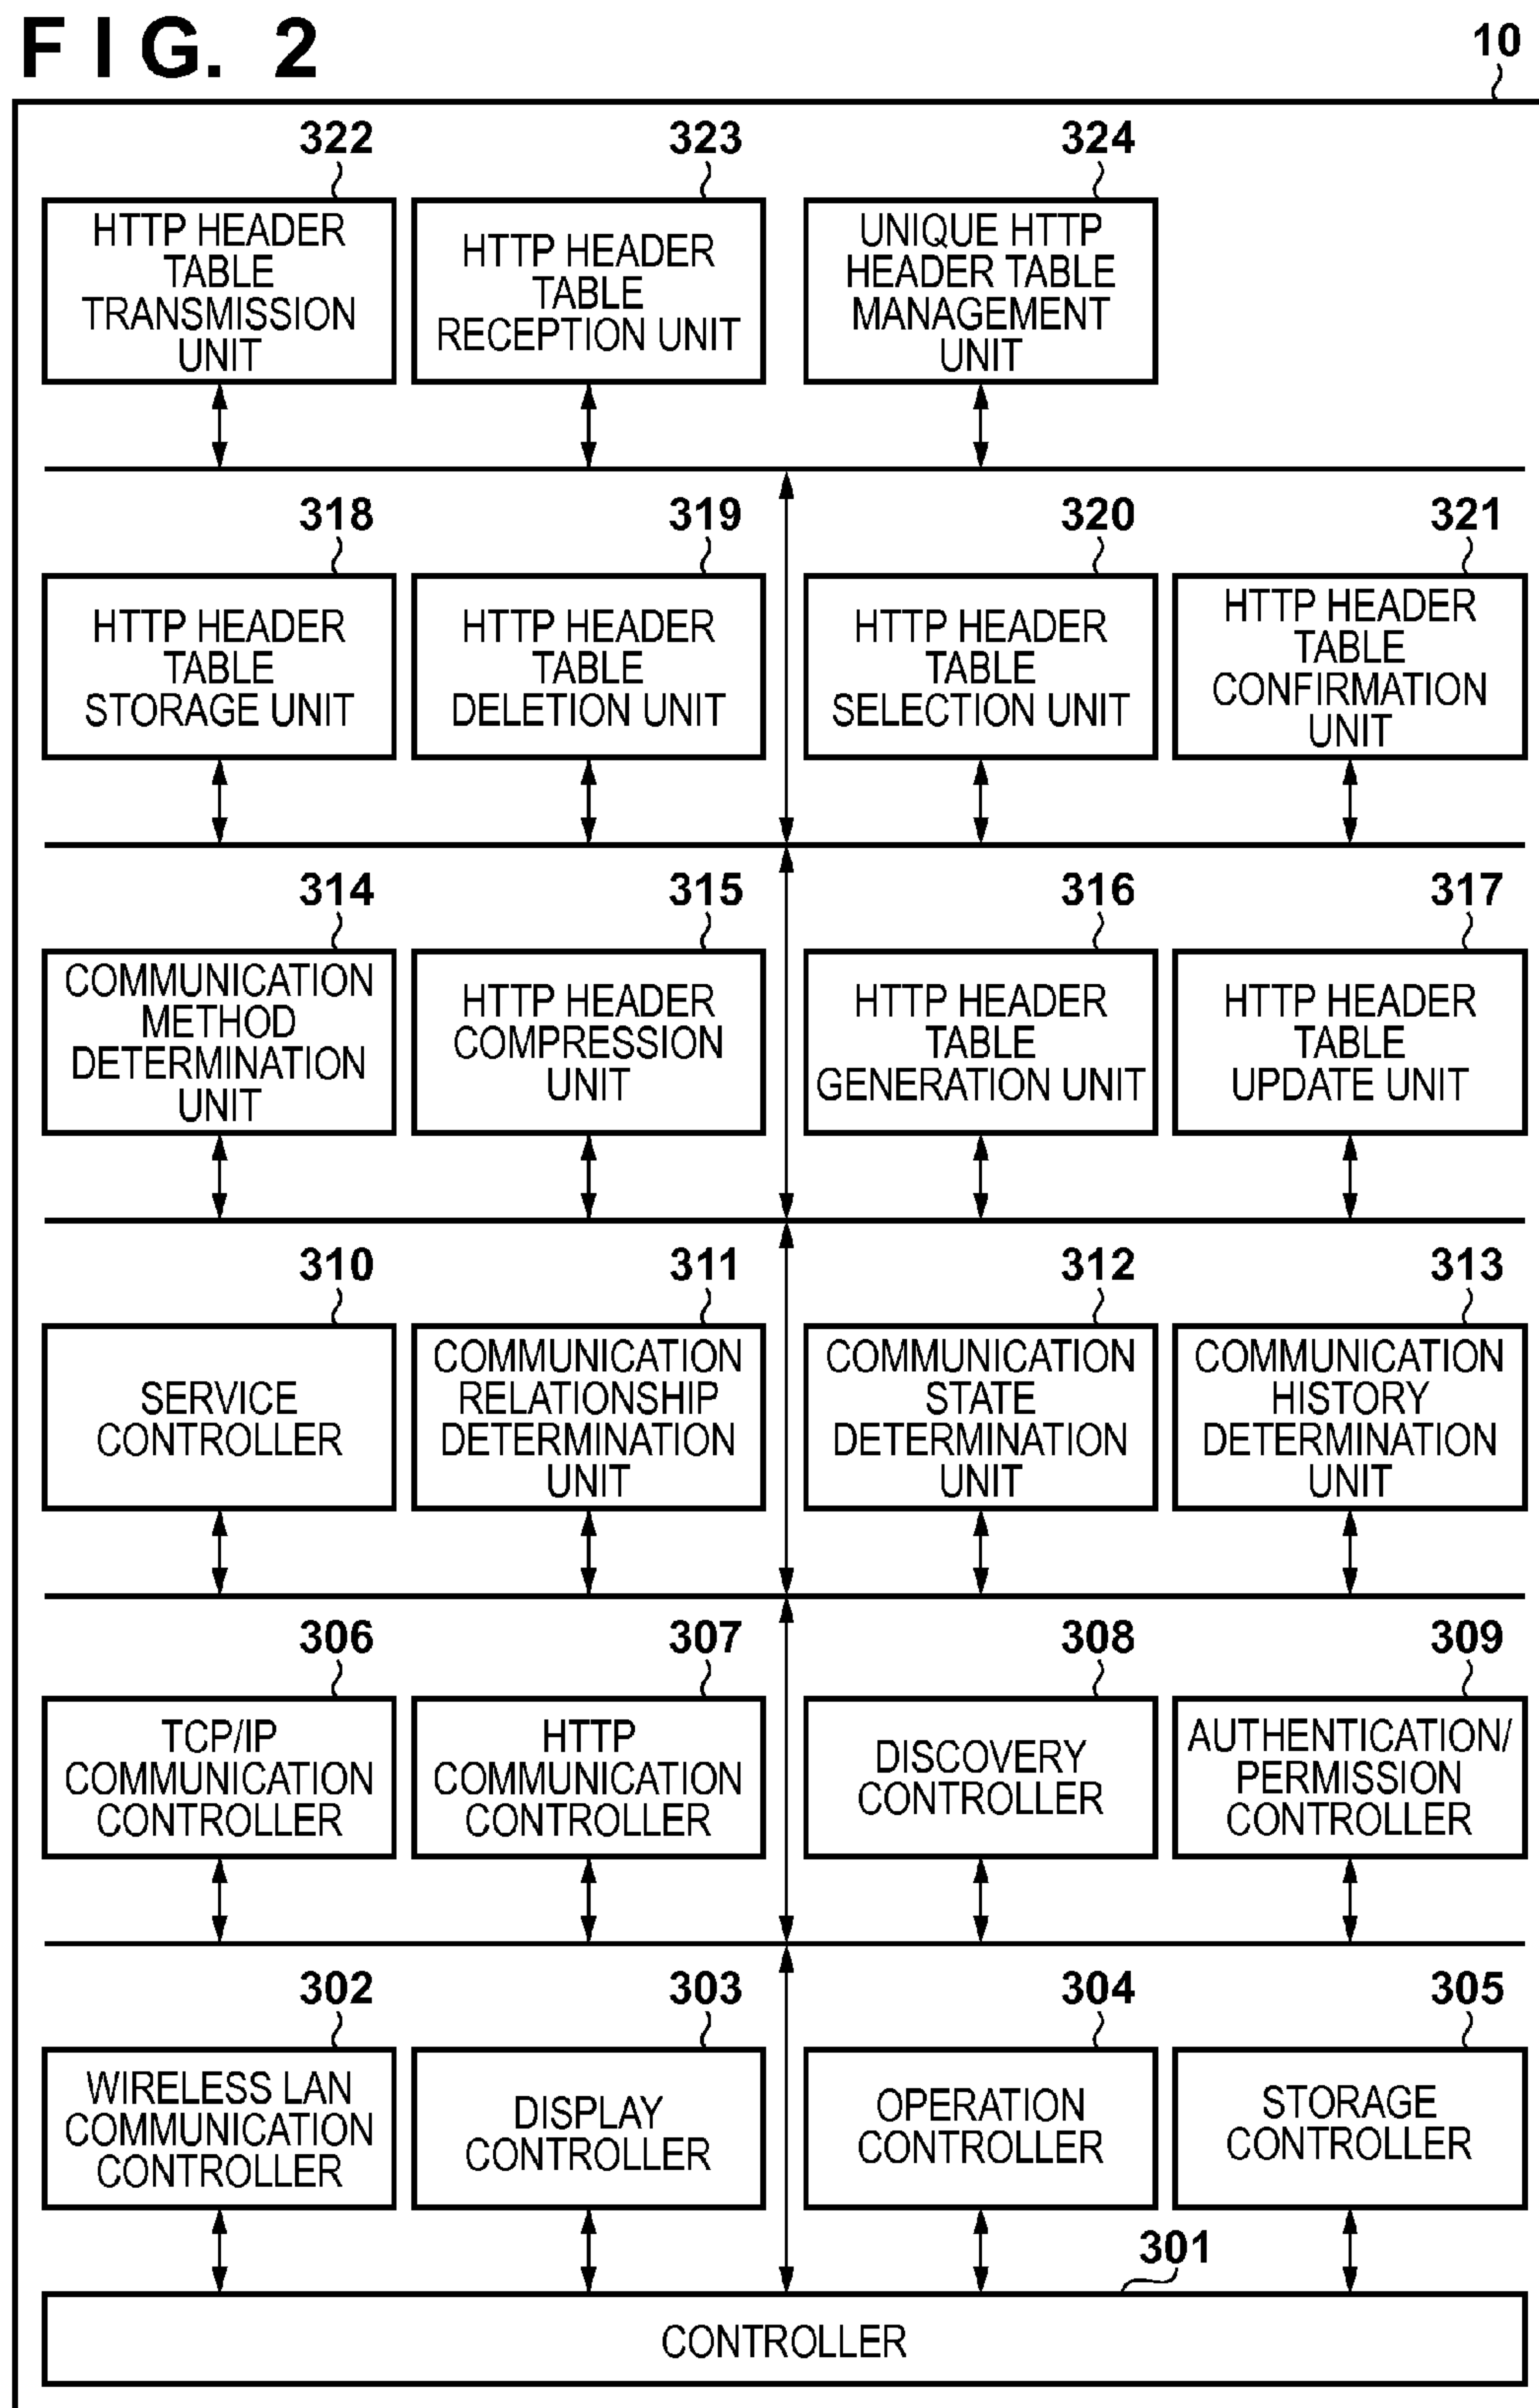 FIG. 2
10
322
323
324
HTTP HEADER
TABLE
TRANSMISSION
UNIT
HTTP HEADER
TABLE
RECEPTION UNIT
UNIQUE HTTP
HEADER TABLE
MANAGEMENT
UNIT
318
319
320
321
HTTP HEADER
TABLE
STORAGE UNIT
HTTP HEADER
TABLE
DELETION UNIT
HTTP HEADER
TABLE
SELECTION UNIT
HTTP HEADER
TABLE
CONFIRMATION
UNIT
314
315
316
317
COMMUNICATION
METHOD
DETERMINATION
UNIT
HTTP HEADER
COMPRESSION
UNIT
HTTP HEADER
TABLE
GENERATION UNIT
HTTP HEADER
TABLE
UPDATE UNIT
310
311
312
313
SERVICE
CONTROLLER
COMMUNICATION
RELATIONSHIP
DETERMINATION
UNIT
COMMUNICATION
STATE
DETERMINATION
UNIT
COMMUNICATION
HISTORY
DETERMINATION
UNIT
306
307
308
309
TCP/IP
COMMUNICATION
CONTROLLER
HTTP
COMMUNICATION
CONTROLLER
DISCOVERY
CONTROLLER
AUTHENTICATION/
PERMISSION
CONTROLLER
302
303
304
305
WIRELESS LAN
COMMUNICATION
CONTROLLER
DISPLAY
CONTROLLER
OPERATION
CONTROLLER
STORAGE
CONTROLLER
301
CONTROLLER